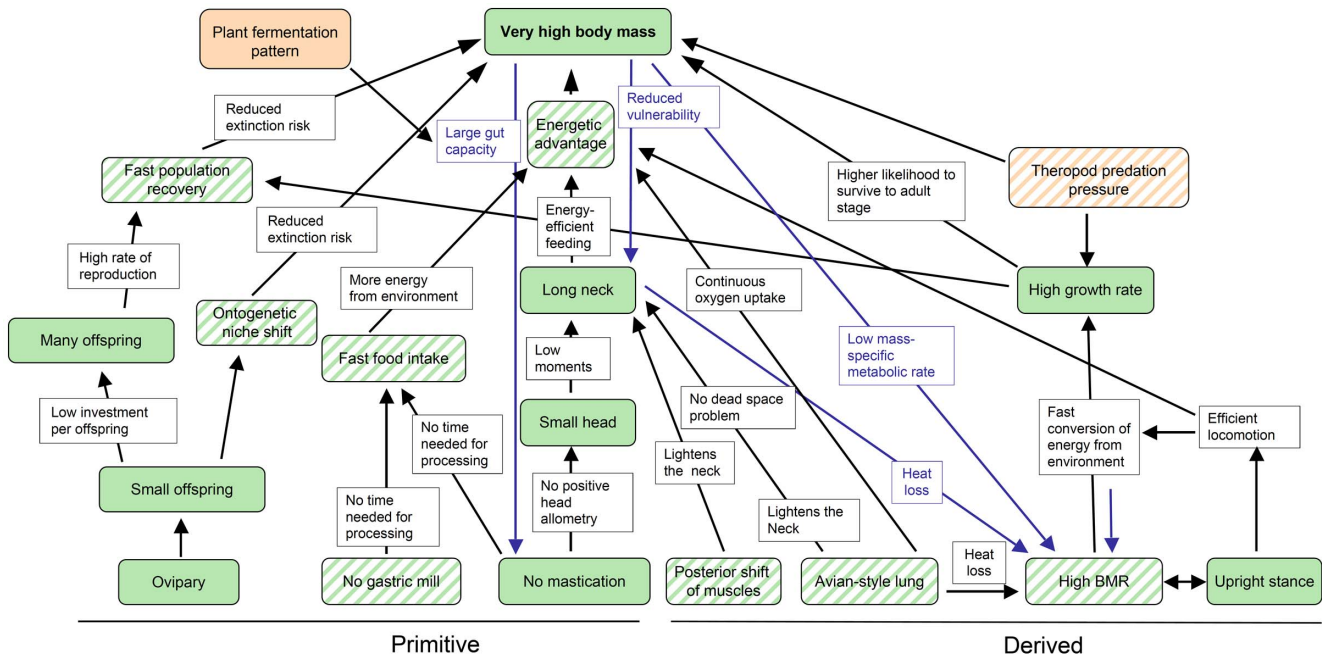 Plant fermentation
pattern
Very high body mass
Reduced
extinction risk
Large gut
capacity
Energetic
advantage
Reduced
vulnerability
Fast population
recovery
Higher likelihood to
survive to adult
stage
Theropod predation
pressure
Reduced
extinction risk
Energy-
efficient
feeding
High rate of
reproduction
More energy
from environment
Long neck
Continuous
oxygen uptake
High growth rate
Many offspring
Ontogenetic
niche shift
Fast food intake
Low
moments
Low mass-
specific
metabolic rate
No dead space
problem
Low investment
per offspring
No time
needed for
processing
Small head
Lightens
the neck
Fast
conversion of
energy from
environment
Efficient
locomotion
Small offspring
No time
needed for
processing
No positive
head
allometry
Lightens the
Neck
Heat
loss
Heat
loss
Ovipary
No gastric mill
No mastication
Posterior shift
of muscles
Avian-style lung
High BMR
Upright stance
Primitive
Derived